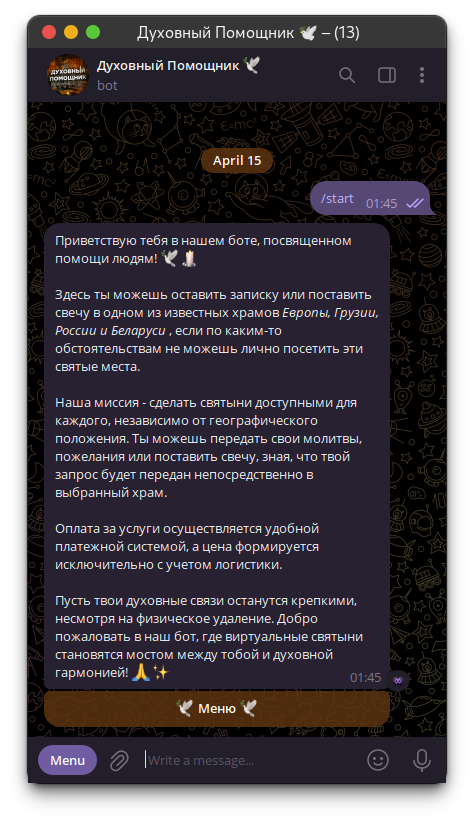 Духовный Помощник 🕊 – (13)
ДУХОВНЫЙ
ПОМОЩНИК
Духовный Помощник 🕊
bot
April 15
/start 01:45
Приветствую тебя в нашем боте, посвященном
помощи людям! 🕊🕯
Здесь ты можешь оставить записку или поставить
свечу в одном из известных храмов Европы, Грузии,
России и Беларуси , если по каким-то
обстоятельствам не можешь лично посетить эти
святые места.
Наша миссия - сделать святыни доступными для
каждого, независимо от географического
положения. Ты можешь передать свои молитвы,
пожелания или поставить свечу, зная, что твой
запрос будет передан непосредственно в
выбранный храм.
Оплата за услуги осуществляется удобной
платежной системой, а цена формируется
исключительно с учетом логистики.
Пусть твои духовные связи останутся крепкими,
несмотря на физическое удаление. Добро
пожаловать в наш бот, где виртуальные святыни
становятся мостом между тобой и духовной
гармонией! 🙏✨
01:45
🕊 Меню 🕊
Menu
Write a message...